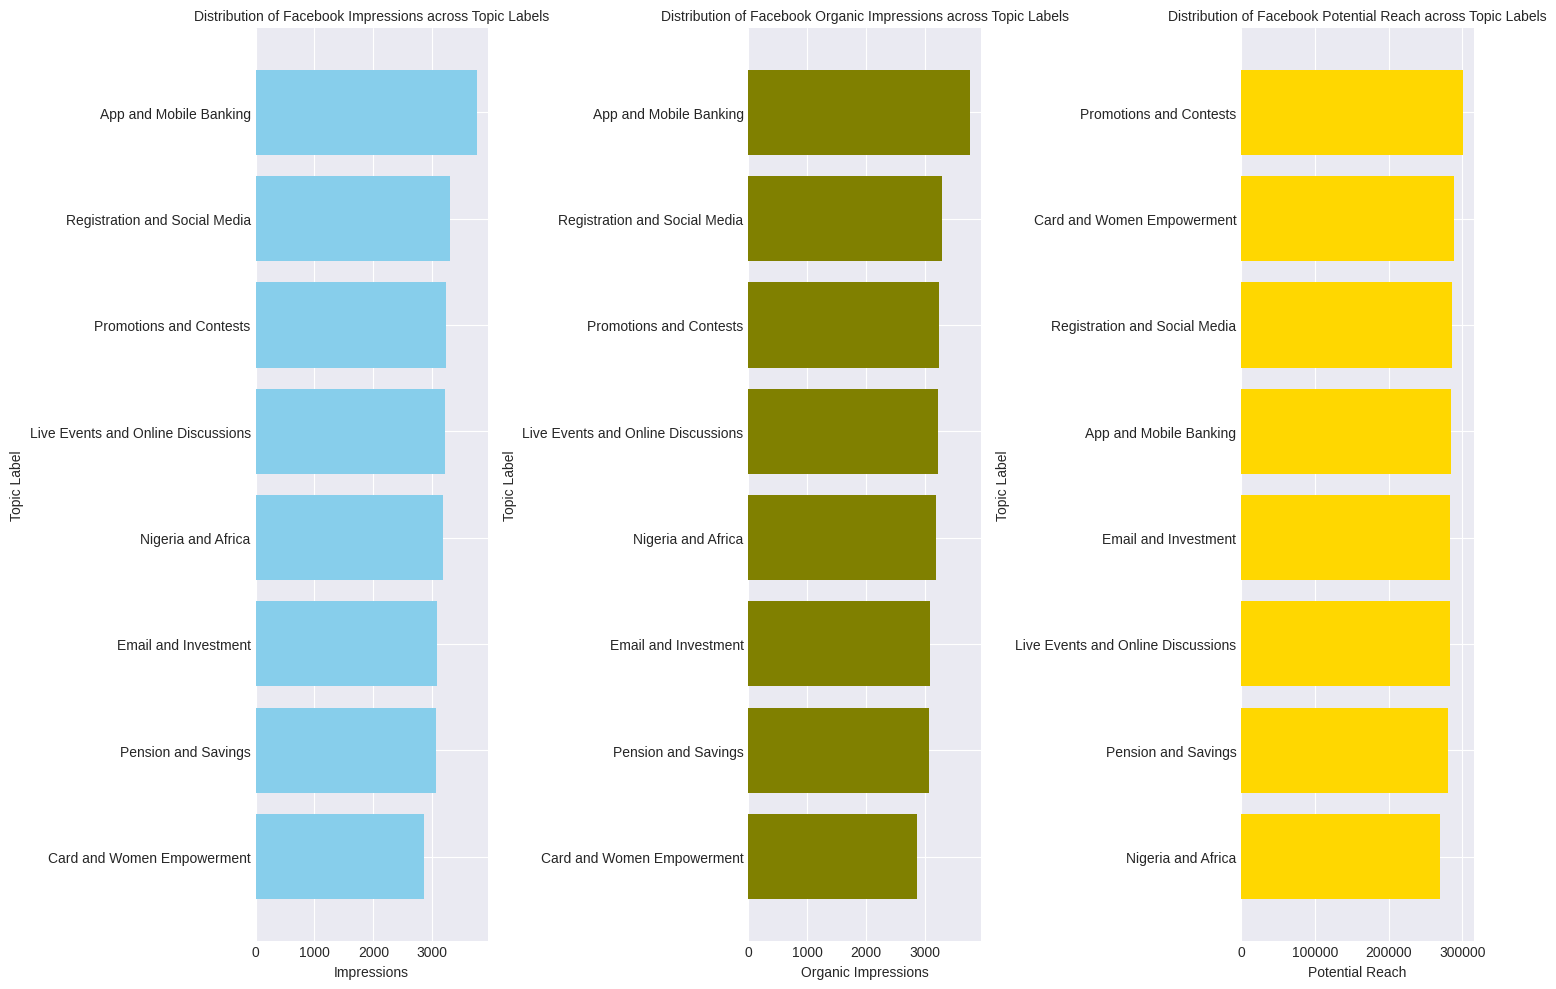 Distribution of Facebook Impressions across Topic Labels
Topic Label
App and Mobile Banking
Registration and Social Media
Promotions and Contests
Live Events and Online Discussions
Nigeria and Africa
Email and Investment
Pension and Savings
Card and Women Empowerment
0 1000 2000 3000
Impressions
Distribution of Facebook Organic Impressions across Topic Labels
Topic Label
App and Mobile Banking
Registration and Social Media
Promotions and Contests
Live Events and Online Discussions
Nigeria and Africa
Email and Investment
Pension and Savings
Card and Women Empowerment
0 1000 2000 3000
Organic Impressions
Distribution of Facebook Potential Reach across Topic Labels
Topic Label
Promotions and Contests
Card and Women Empowerment
Registration and Social Media
App and Mobile Banking
Email and Investment
Live Events and Online Discussions
Pension and Savings
Nigeria and Africa
0 100000 200000 300000
Potential Reach